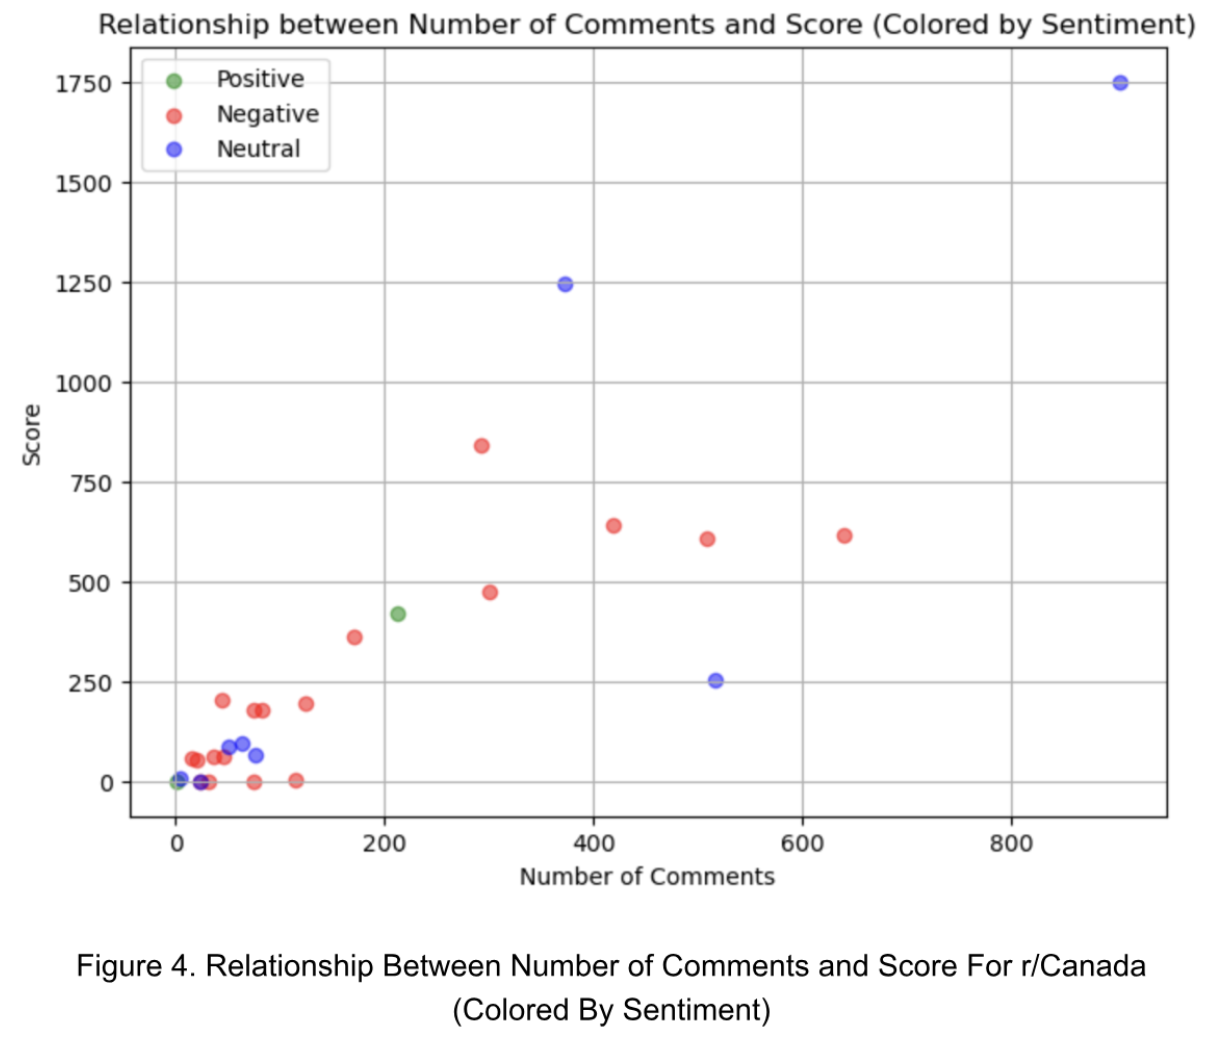 Relationship between Number of Comments and Score (Colored by Sentiment)
Positive
Negative
Neutral
1750
1500
1250
1000
750
500
250
0
Score
0 200 400 600 800
Number of Comments
Figure 4. Relationship Between Number of Comments and Score For r/Canada
(Colored By Sentiment)